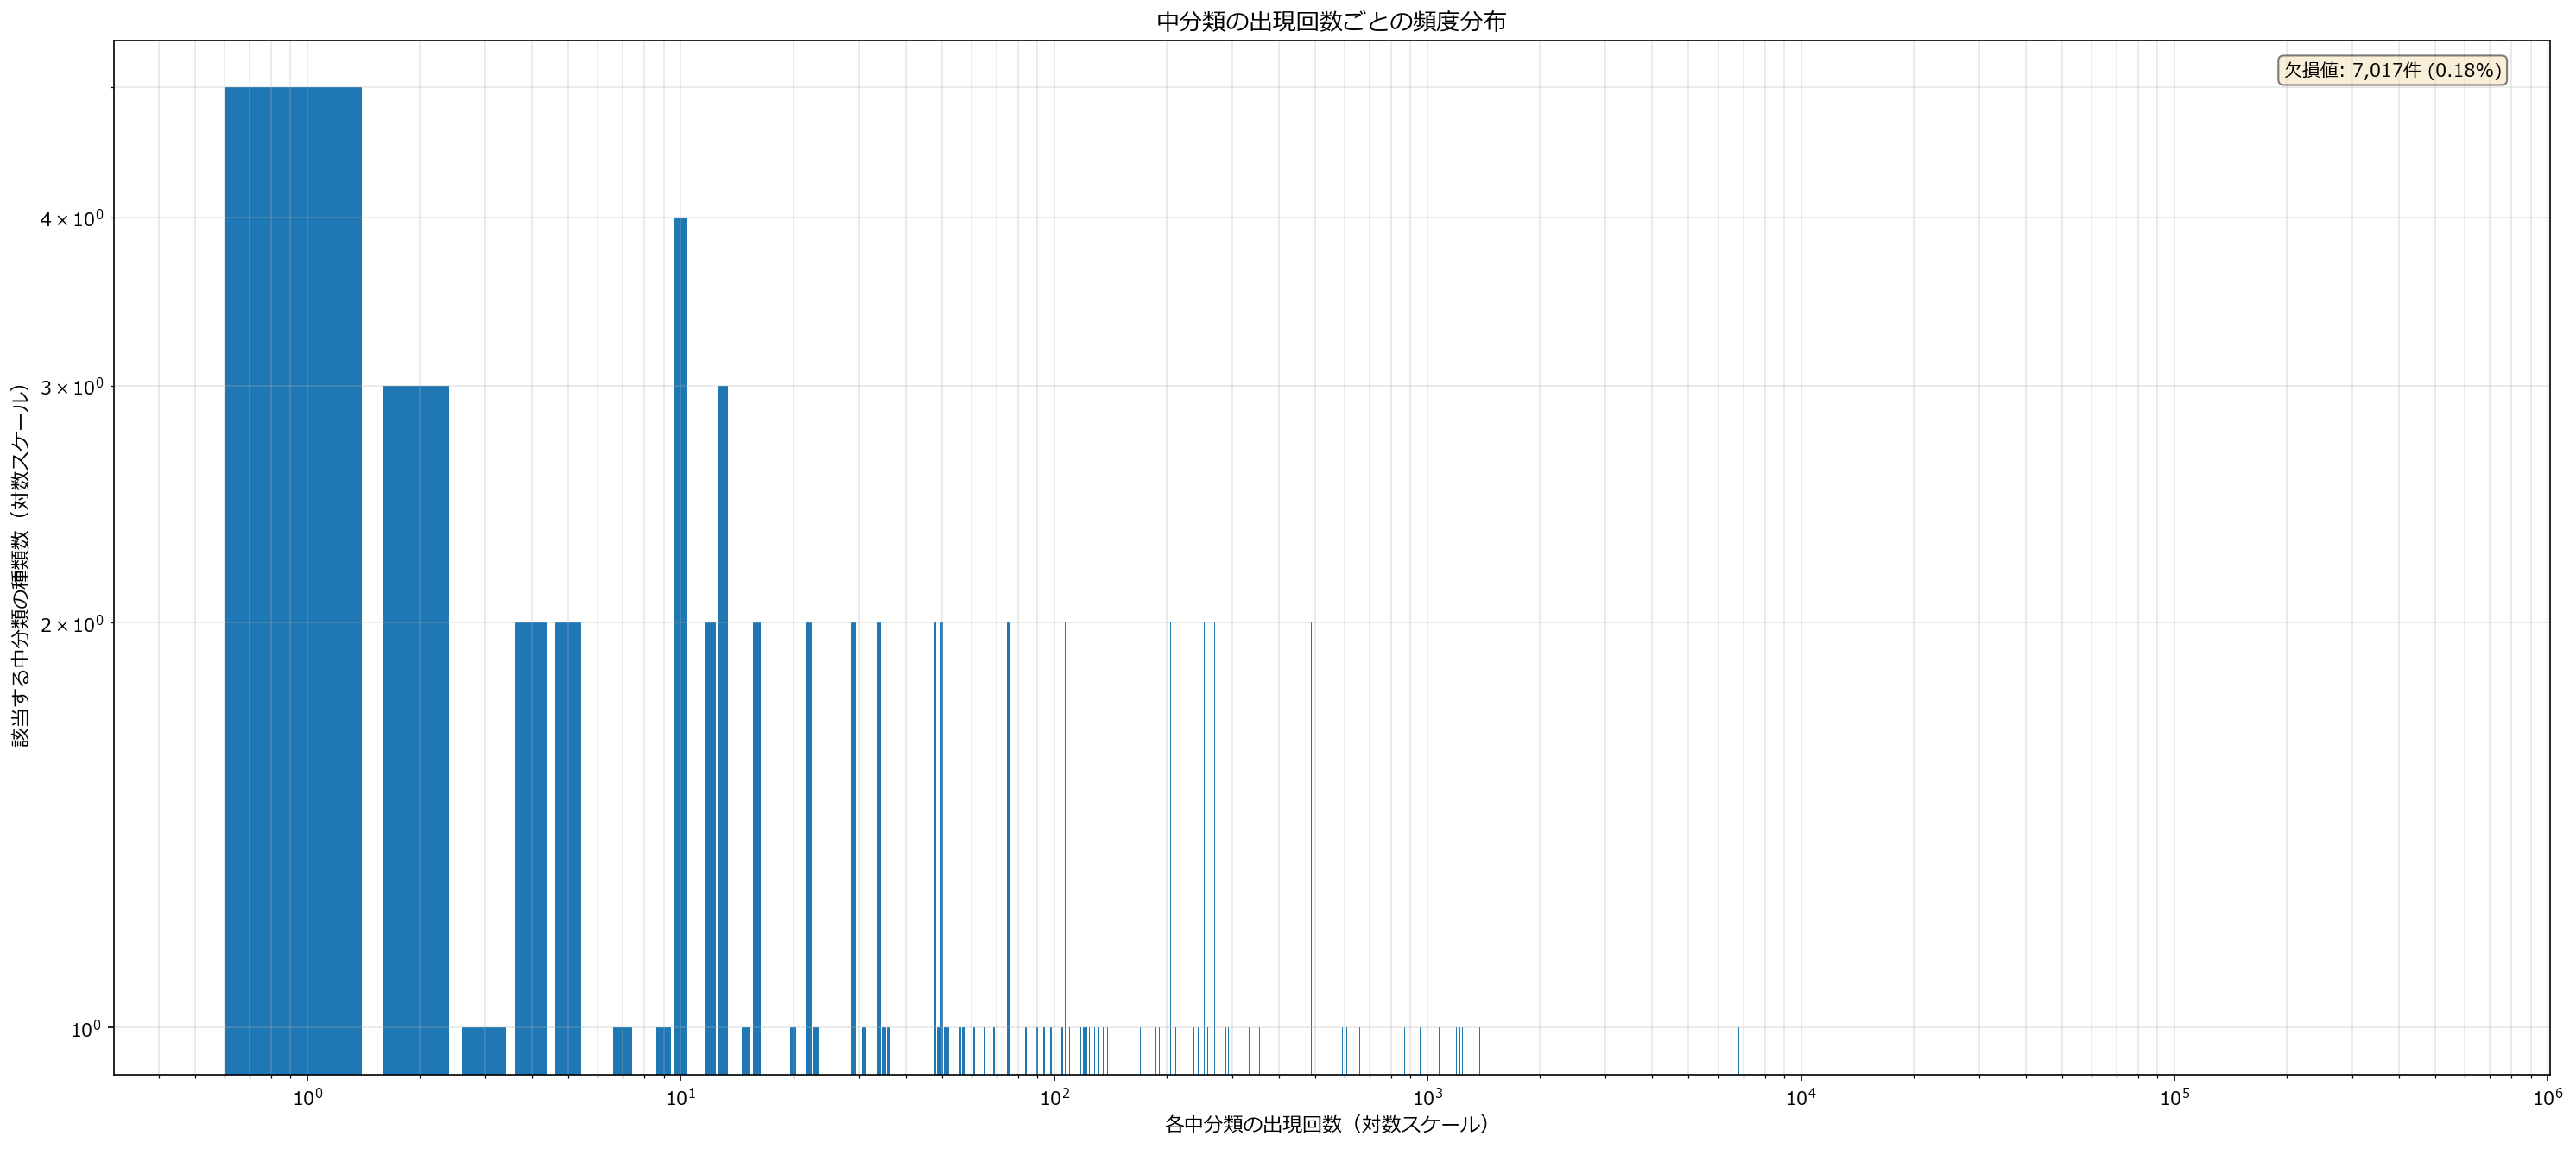 中分類の出現回数ごとの頻度分布
欠損値: 7,017件 (0.18%)
該当する中分類の種類数（対数スケール）
4 × 10⁰
3 × 10⁰
2 × 10⁰
10⁰
10⁰ 10¹ 10² 10³ 10⁴ 10⁵ 10⁶
各中分類の出現回数（対数スケール）